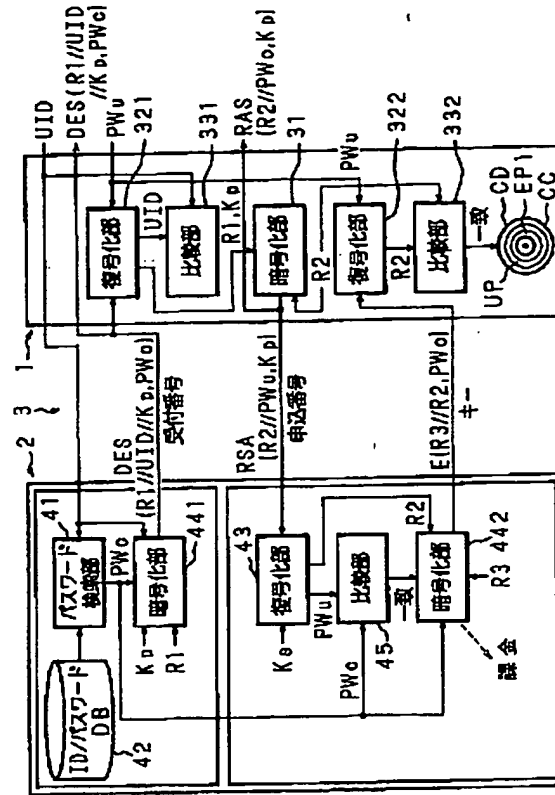 UID
DES(R1//UID
//Kp,PWc)
PWu
321
331
RAS
(R2//PWo,Kp)
31
PWu
322
332
復号化部
UID
比較部
R1,Kp
暗号化部
R2
復号化部
R2
比較部
一致
CD
EP1
CC
UP
1
3
2
DES
(R1//UID//Kp,PWo)
受付番号
RSA
(R2//PWu,Kp)
申込番号
E(R3//R2,PWo)
キー
41
パスワード
検索部
PWo
暗号化部
441
Kp
R1
ID/パスワード
DB
42
43
復号化部
Ks
PWu
R2
比較部
45
PWo
一致
暗号化部
442
R3
課金